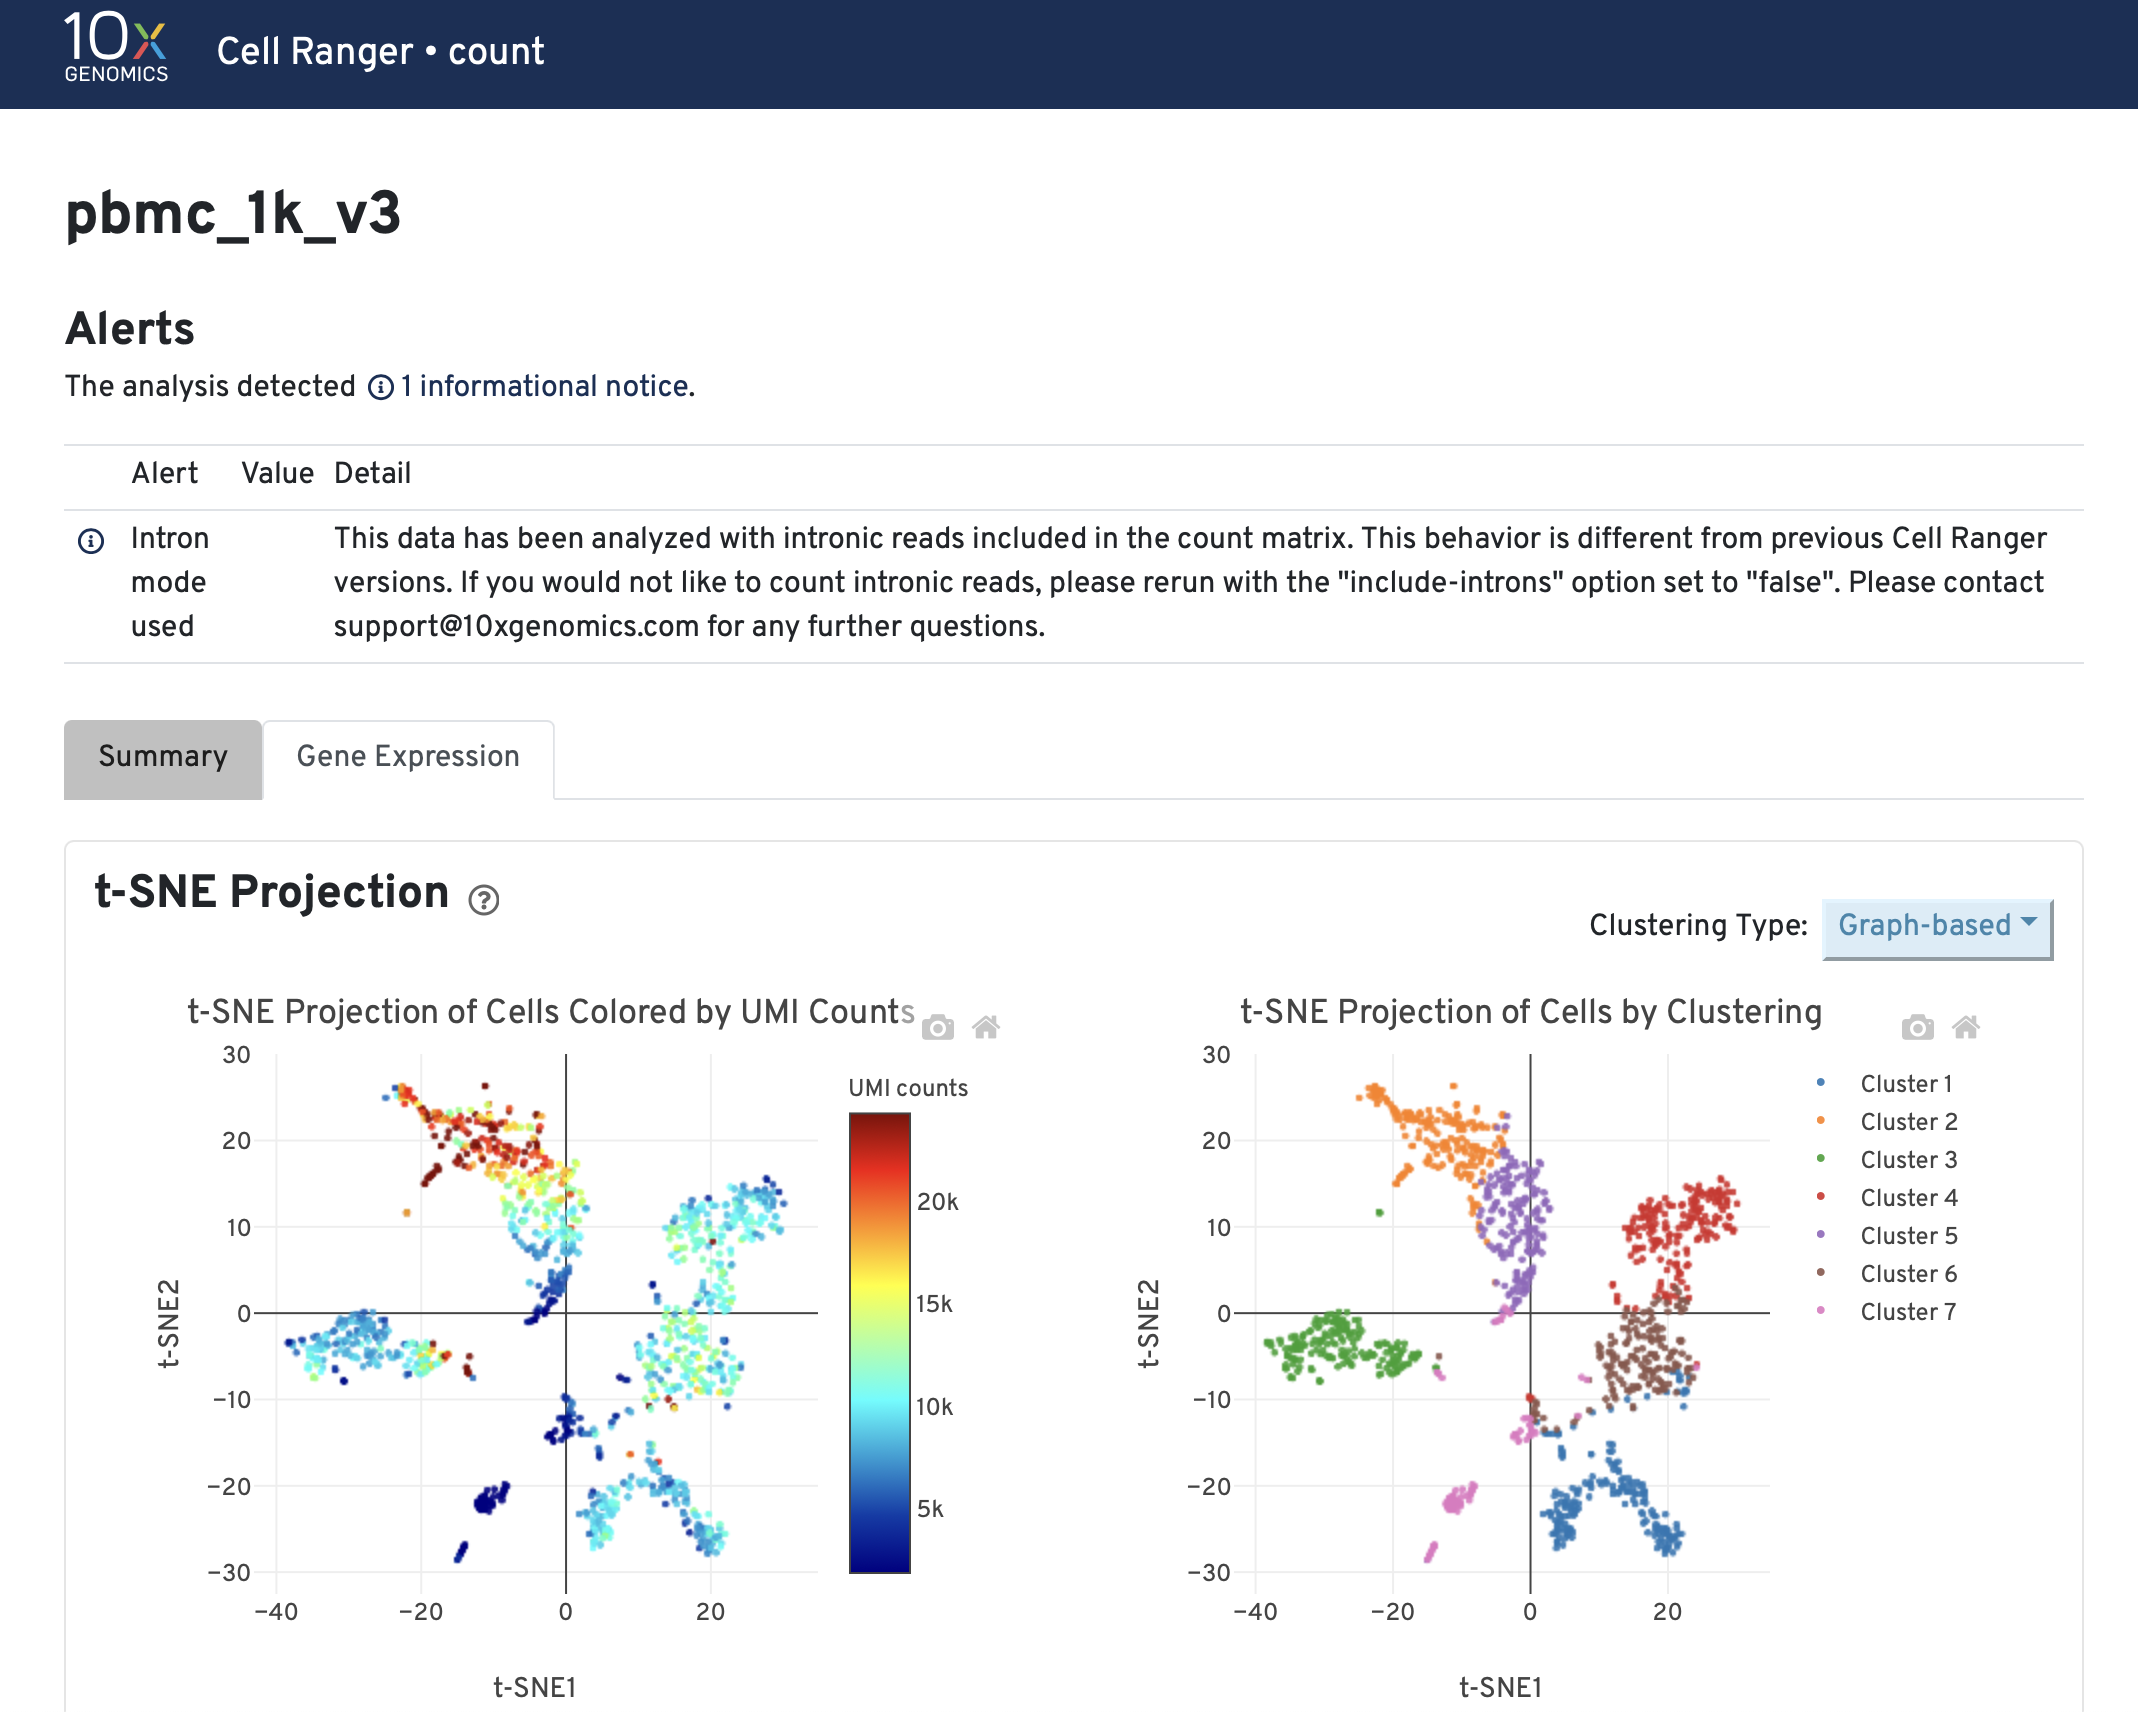 10x
GENOMICS
Cell Ranger • count
pbmc_1k_v3
Alerts
The analysis detected 1 informational notice.
Alert Value Detail
Intron mode used
This data has been analyzed with intronic reads included in the count matrix. This behavior is different from previous Cell Ranger
versions. If you would not like to count intronic reads, please rerun with the "include-introns" option set to "false". Please contact
support@10xgenomics.com for any further questions.
Summary Gene Expression
t-SNE Projection ?
Clustering Type: Graph-based
t-SNE Projection of Cells Colored by UMI Counts
30
20
10
0
−10
−20
−30
−40 −20 0 20
t-SNE2
t-SNE1
UMI counts
20k
15k
10k
5k
t-SNE Projection of Cells by Clustering
30
20
10
0
−10
−20
−30
−40 −20 0 20
t-SNE2
t-SNE1
Cluster 1
Cluster 2
Cluster 3
Cluster 4
Cluster 5
Cluster 6
Cluster 7